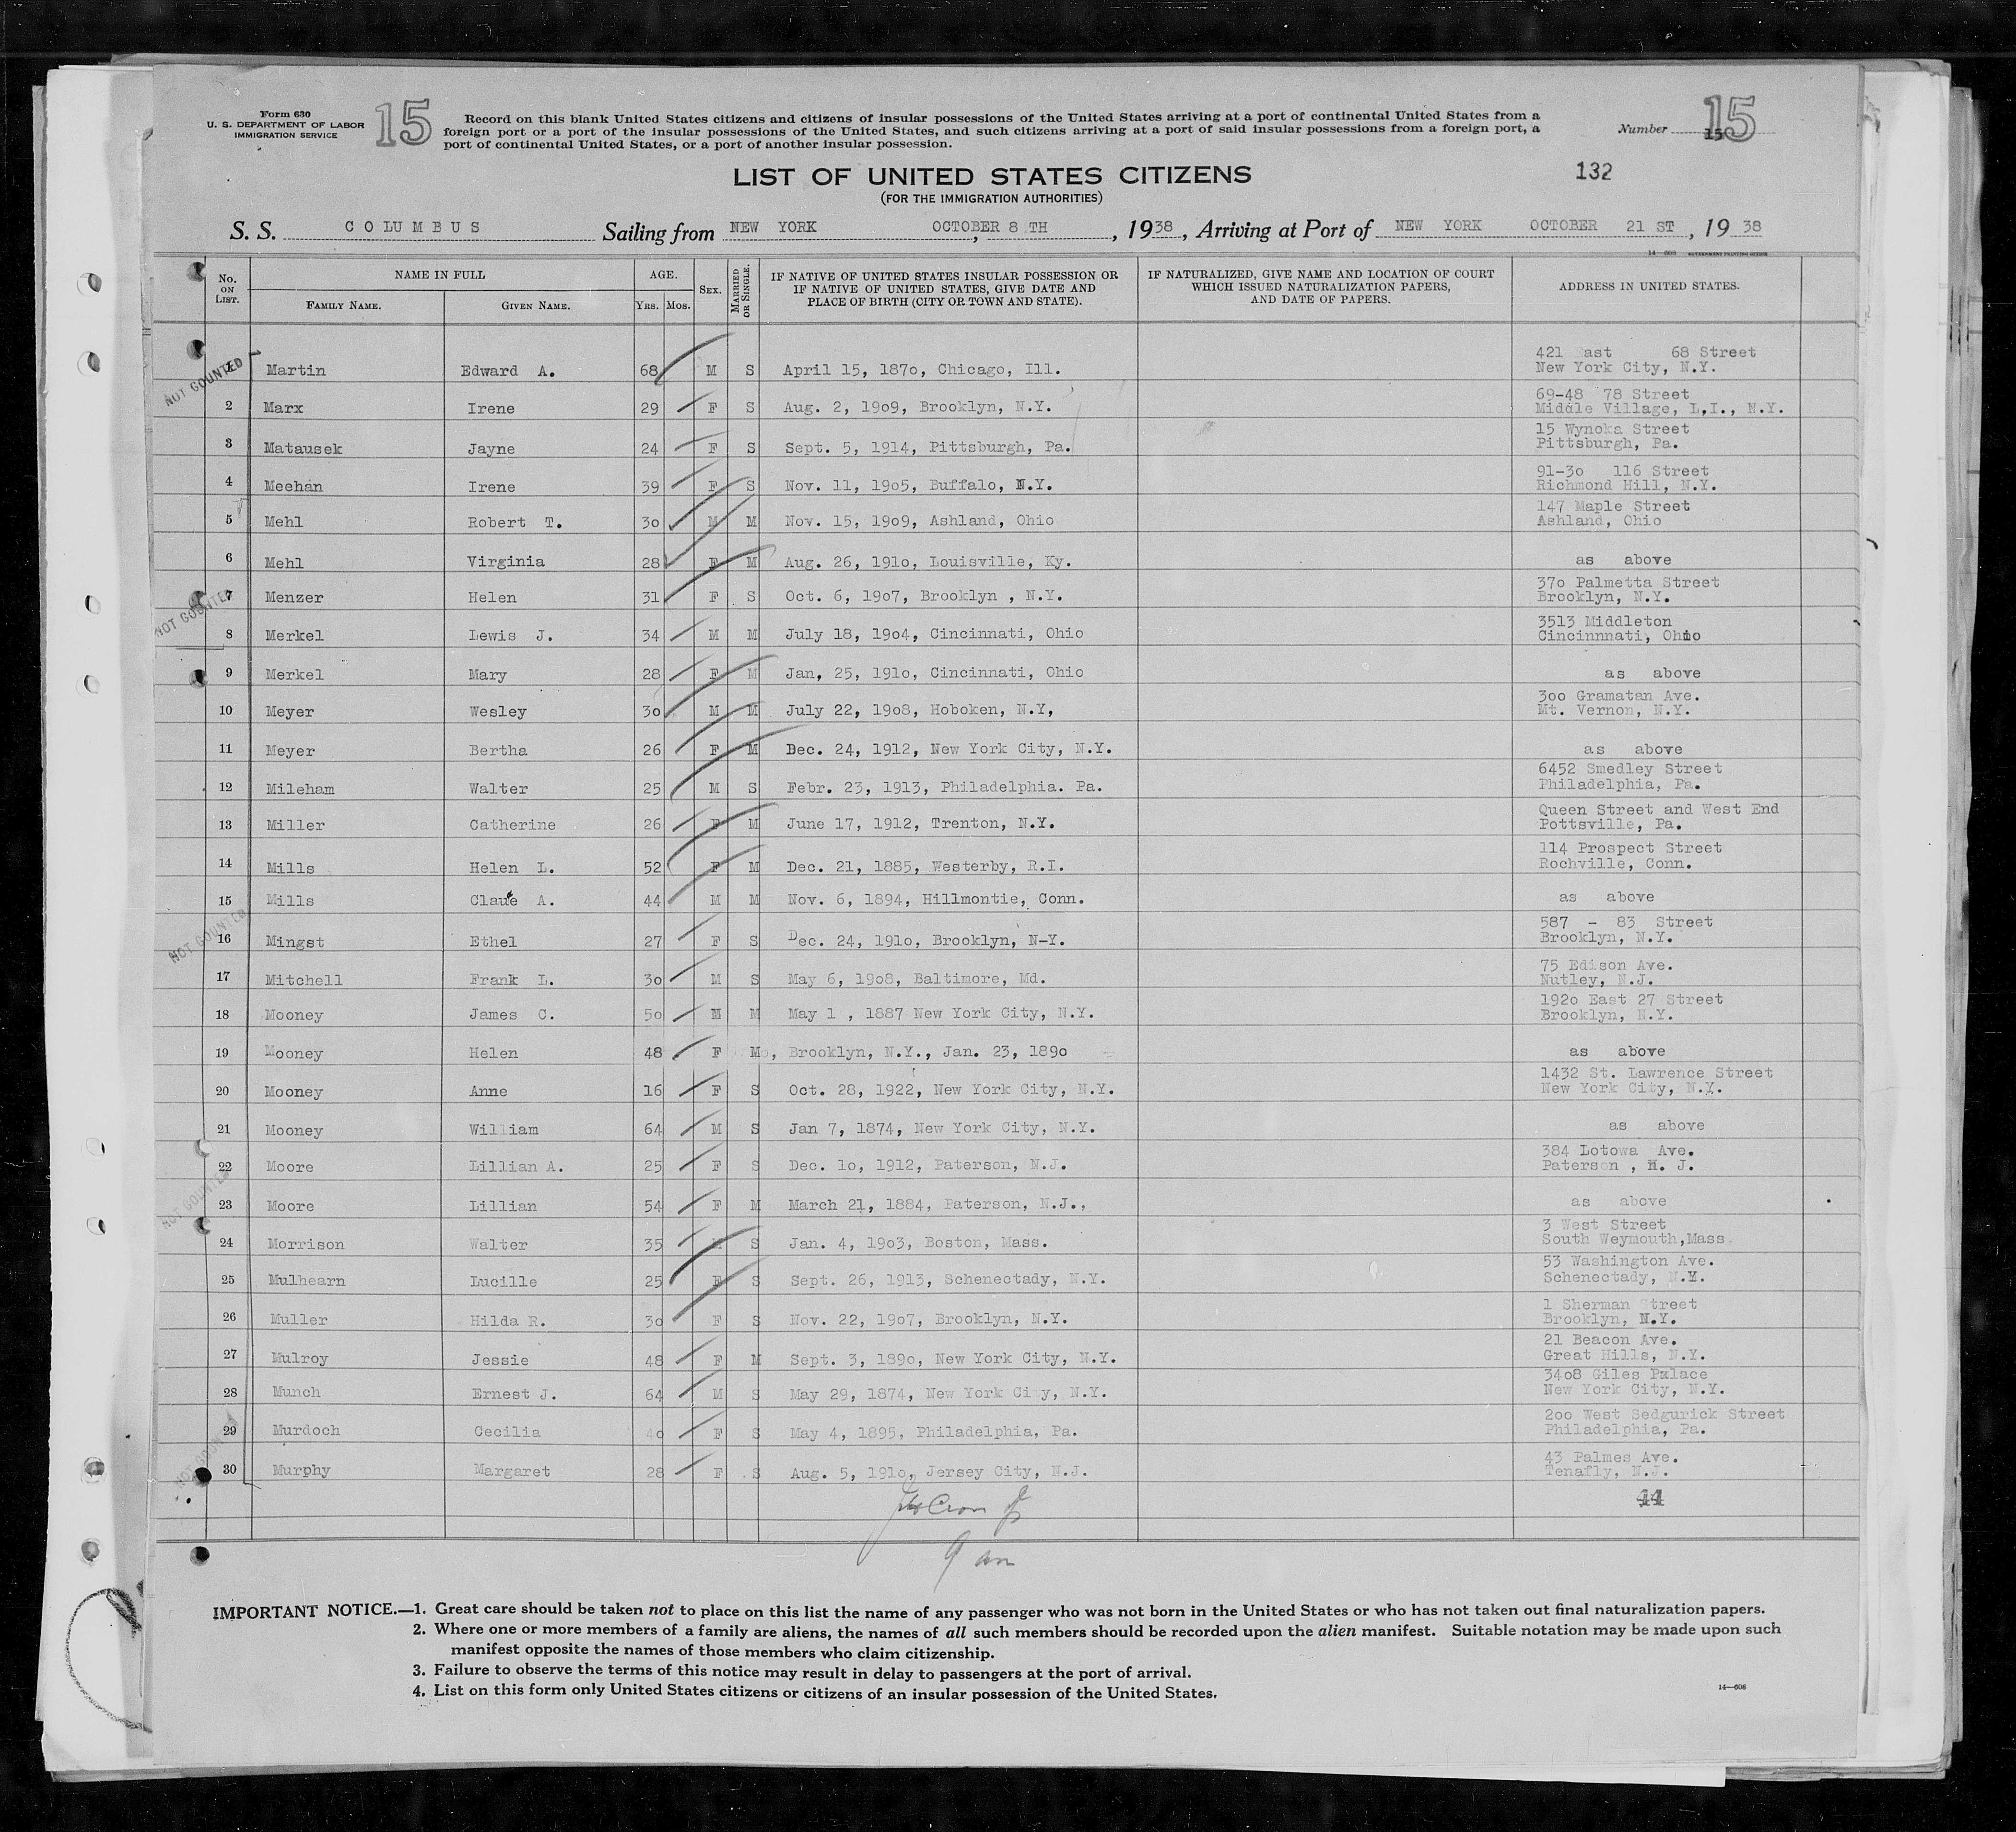 Form 630
U. S. DEPARTMENT OF LABOR
IMMIGRATION SERVICE
15
Record on this blank United States citizens and citizens of insular possessions of the United States arriving at a port of continental United States from a
foreign port or a port of the insular possessions of the United States, and such citizens arriving at a port of said insular possessions from a foreign port, a
port of continental United States, or a port of another insular possession.
Number 15
15
LIST OF UNITED STATES CITIZENS
132
(FOR THE IMMIGRATION AUTHORITIES)
S. S. COLUMBUS Sailing from NEW YORK OCTOBER 8 TH, 1938, Arriving at Port of NEW YORK OCTOBER 21 ST, 19 38
14—608 GOVERNMENT PRINTING OFFICE
No. ON LIST. NAME IN FULL AGE. SEX. MARRIED OR SINGLE. IF NATIVE OF UNITED STATES INSULAR POSSESSION OR IF NATIVE OF UNITED STATES, GIVE DATE AND PLACE OF BIRTH (CITY OR TOWN AND STATE). IF NATURALIZED, GIVE NAME AND LOCATION OF COURT WHICH ISSUED NATURALIZATION PAPERS, AND DATE OF PAPERS. ADDRESS IN UNITED STATES.
FAMILY NAME. GIVEN NAME. YRS. MOS.
NOT COUNTED
Martin Edward A. 68 M S April 15, 1870, Chicago, Ill. 421 East 68 Street New York City, N.Y.
2 Marx Irene 29 F S Aug. 2, 1909, Brooklyn, N.Y. 69-48 78 Street Middle Village, L,I., N.Y.
3 Matausek Jayne 24 F S Sept. 5, 1914, Pittsburgh, Pa. 15 Wynoka Street Pittsburgh, Pa.
4 Meehan Irene 39 F S Nov. 11, 1905, Buffalo, N.Y. 91-30 116 Street Richmond Hill, N.Y.
5 Mehl Robert T. 30 M M Nov. 15, 1909, Ashland, Ohio 147 Maple Street Ashland, Ohio
6 Mehl Virginia 28 F M Aug. 26, 1910, Louisville, Ky. as above
7 Menzer Helen 31 F S Oct. 6, 1907, Brooklyn , N.Y. 370 Palmetta Street Brooklyn, N.Y.
NOT COUNTED
8 Merkel Lewis J. 34 M M July 18, 1904, Cincinnati, Ohio 3513 Middleton Cincinnnati, Ohio
9 Merkel Mary 28 F M Jan, 25, 1910, Cincinnati, Ohio as above
10 Meyer Wesley 30 M M July 22, 1908, Hoboken, N.Y, 300 Gramatan Ave. Mt. Vernon, N.Y.
11 Meyer Bertha 26 F M Dec. 24, 1912, New York City, N.Y. as above
12 Mileham Walter 25 M S Febr. 23, 1913, Philadelphia. Pa. 6452 Smedley Street Philadelphia, Pa.
13 Miller Catherine 26 F M June 17, 1912, Trenton, N.Y. Queen Street and West End Pottsville, Pa.
14 Mills Helen L. 52 F M Dec. 21, 1885, Westerby, R.I. 114 Prospect Street Rochville, Conn.
15 Mills Claue A. 44 M M Nov. 6, 1894, Hillmontie, Conn. as above
NOT COUNTED
16 Mingst Ethel 27 F S Dec. 24, 1910, Brooklyn, N-Y. 587 - 83 Street Brooklyn, N.Y.
17 Mitchell Frank L. 30 M S May 6, 1908, Baltimore, Md. 75 Edison Ave. Nutley, N.J.
18 Mooney James C. 50 M M May 1 , 1887 New York City, N.Y. 1920 East 27 Street Brooklyn, N.Y.
19 Mooney Helen 48 F M Brooklyn, N.Y., Jan. 23, 1890 as above
20 Mooney Anne 16 F S Oct. 28, 1922, New York City, N.Y. 1432 St. Lawrence Street New York City, N.Y.
21 Mooney William 64 M S Jan 7, 1874, New York City, N.Y. as above
22 Moore Lillian A. 25 F S Dec. 10, 1912, Paterson, N.J. 384 Lotowa Ave. Paterson , N. J.
NOT COUNTED
23 Moore Lillian 54 F M March 21, 1884, Paterson, N.J., as above
24 Morrison Walter 35 S Jan. 4, 1903, Boston, Mass. 3 West Street South Weymouth,Mass.
25 Mulhearn Lucille 25 F S Sept. 26, 1913, Schenectady, N.Y. 53 Washington Ave. Schenectady, N.Y.
26 Muller Hilda R. 30 F S Nov. 22, 1907, Brooklyn, N.Y. 1 Sherman Street Brooklyn, N.Y.
27 Mulroy Jessie 48 F M Sept. 3, 1890, New York City, N.Y. 21 Beacon Ave. Great Hills, N.Y.
28 Munch Ernest J. 64 M S May 29, 1874, New York City, N.Y. 3408 Giles Palace New York City, N.Y.
29 Murdoch Cecilia 40 F S May 4, 1895, Philadelphia, Pa. 200 West Sedgurick Street Philadelphia, Pa.
NOT COUNTED
30 Murphy Margaret 28 F S Aug. 5, 1910, Jersey City, N.J. 43 Palmes Ave. Tenafly, N.J.
IMPORTANT NOTICE.—1. Great care should be taken not to place on this list the name of any passenger who was not born in the United States or who has not taken out final naturalization papers.
2. Where one or more members of a family are aliens, the names of all such members should be recorded upon the alien manifest. Suitable notation may be made upon such
manifest opposite the names of those members who claim citizenship.
3. Failure to observe the terms of this notice may result in delay to passengers at the port of arrival.
4. List on this form only United States citizens or citizens of an insular possession of the United States.
14—608